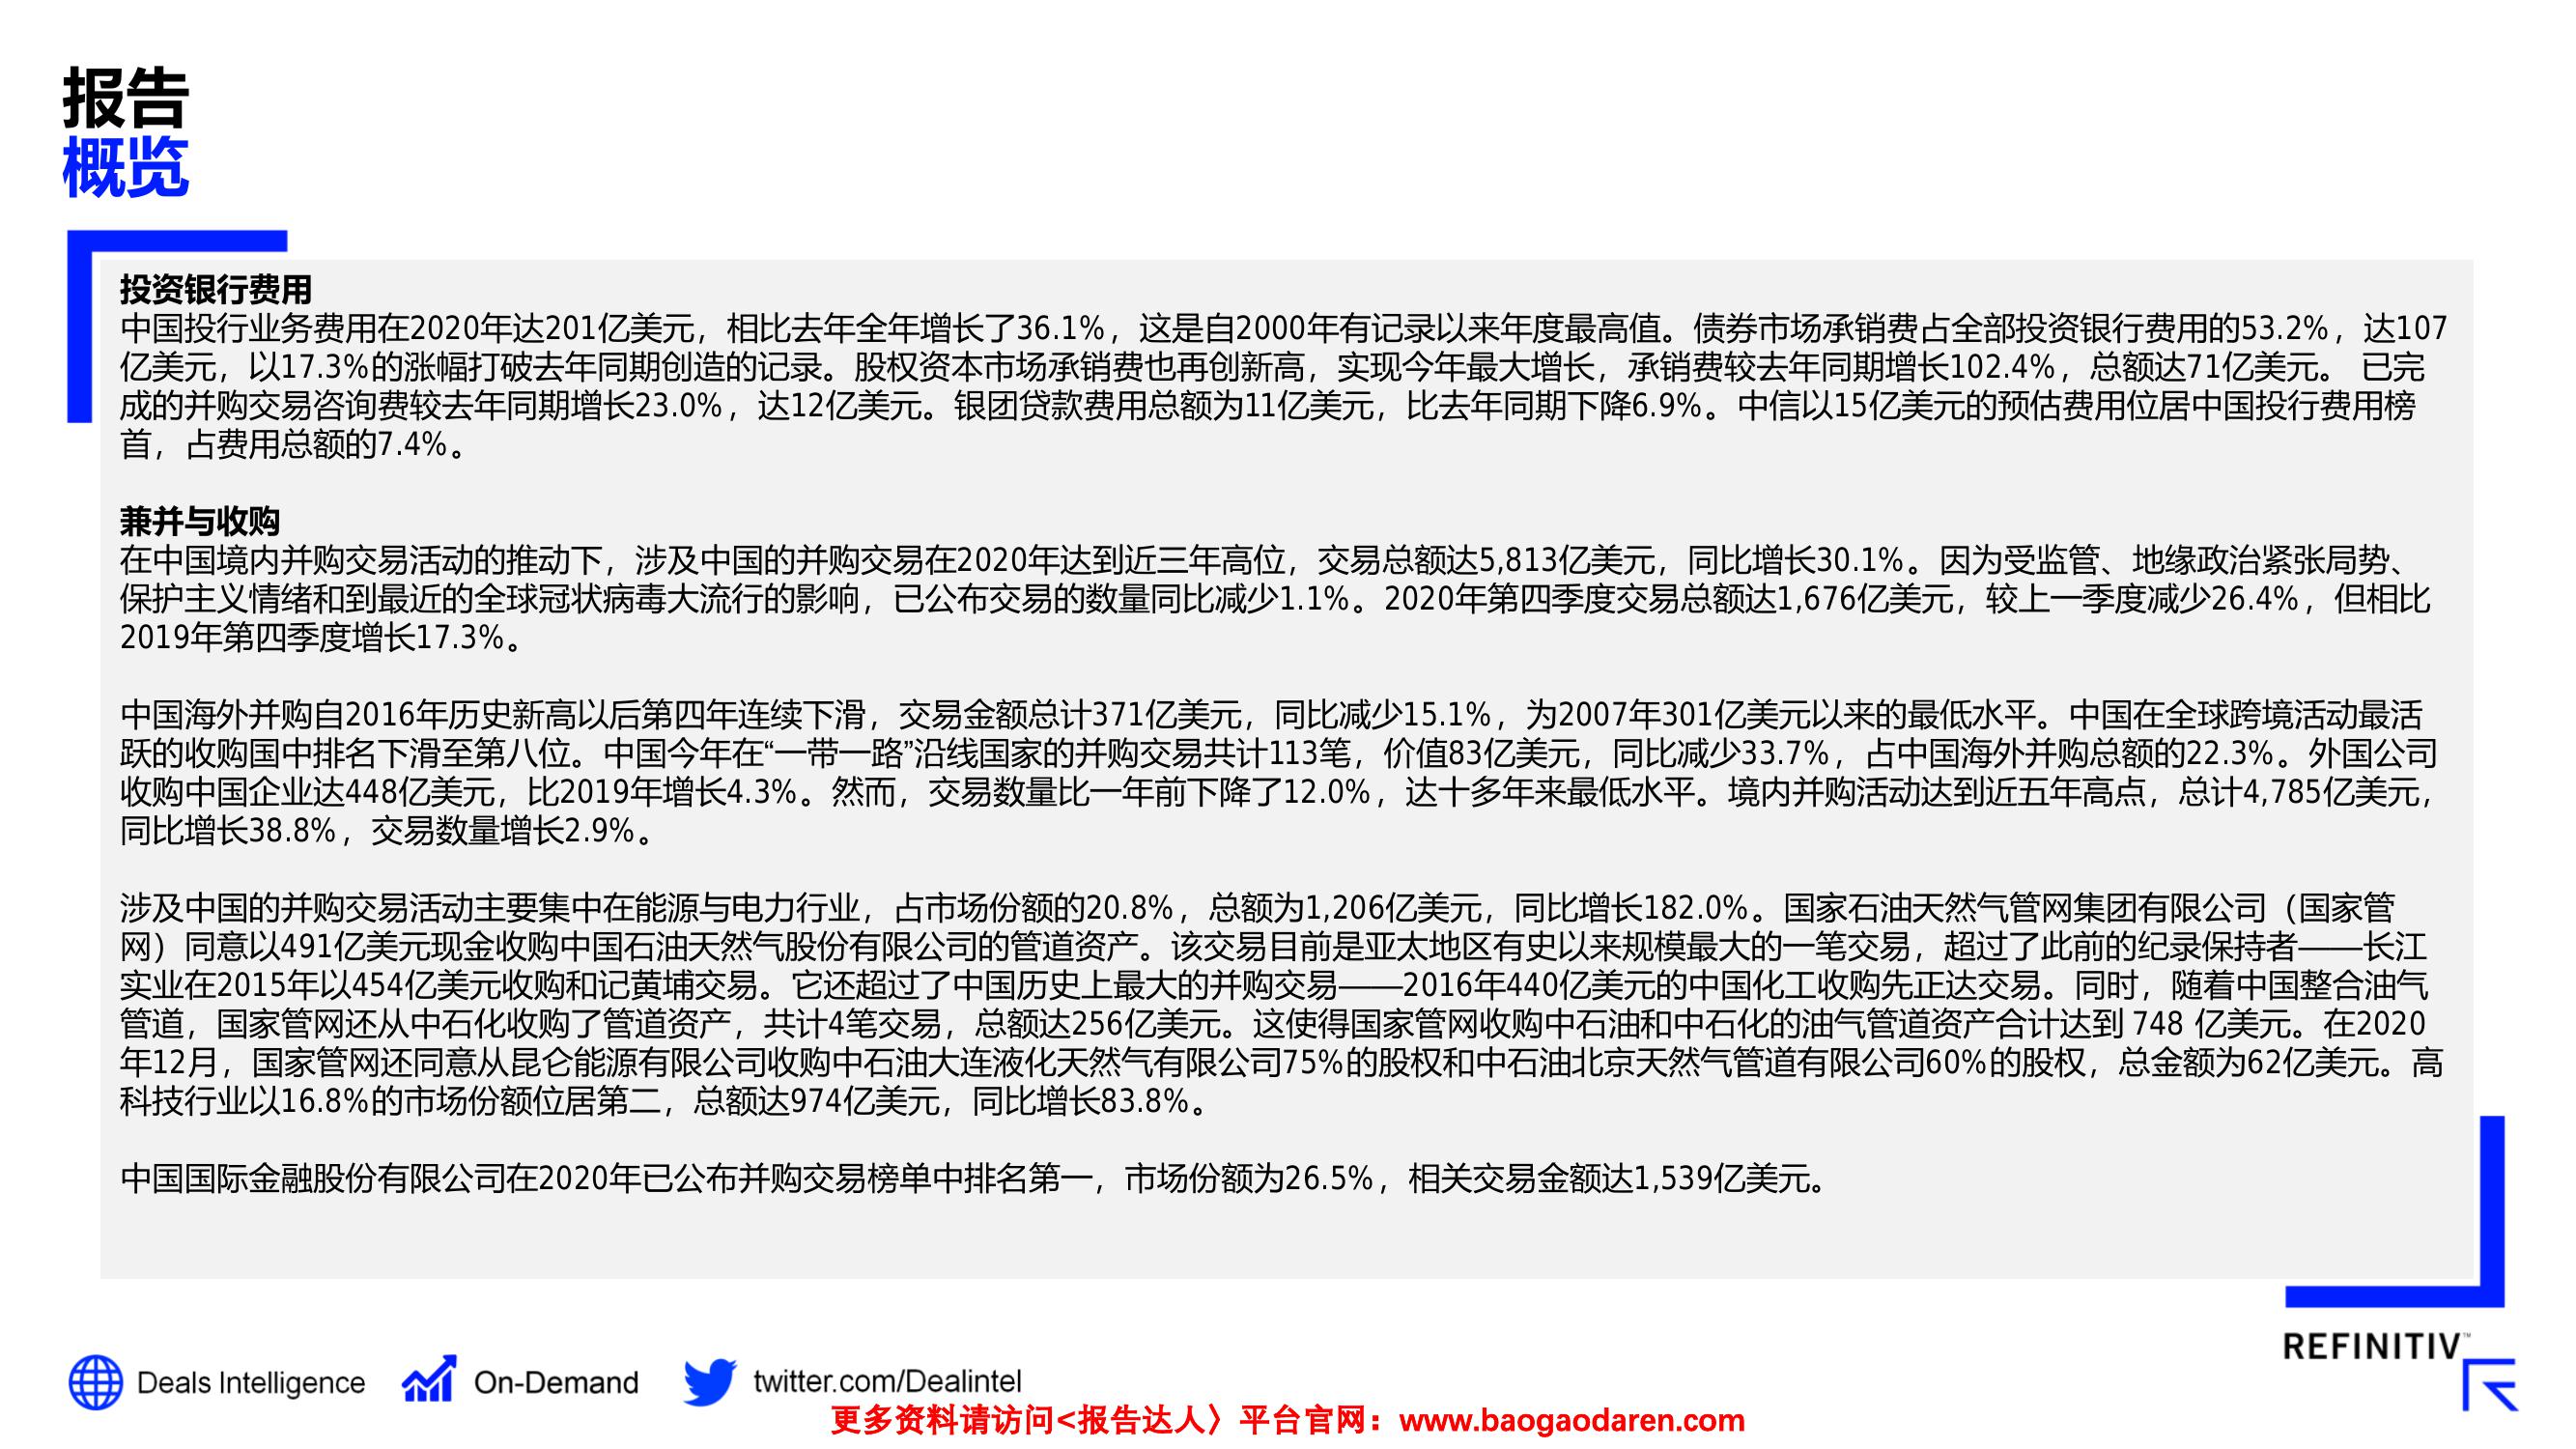 报告
概览
投资银行费用
中国投行业务费用在2020年达201亿美元，相比去年全年增长了36.1%，这是自2000年有记录以来年度最高值。债券市场承销费占全部投资银行费用的53.2%，达107
亿美元，以17.3%的涨幅打破去年同期创造的记录。股权资本市场承销费也再创新高，实现今年最大增长，承销费较去年同期增长102.4%，总额达71亿美元。 已完
成的并购交易咨询费较去年同期增长23.0%，达12亿美元。银团贷款费用总额为11亿美元，比去年同期下降6.9%。中信以15亿美元的预估费用位居中国投行费用榜
首，占费用总额的7.4%。
兼并与收购
在中国境内并购交易活动的推动下，涉及中国的并购交易在2020年达到近三年高位，交易总额达5,813亿美元，同比增长30.1%。因为受监管、地缘政治紧张局势、
保护主义情绪和到最近的全球冠状病毒大流行的影响，已公布交易的数量同比减少1.1%。2020年第四季度交易总额达1,676亿美元，较上一季度减少26.4%，但相比
2019年第四季度增长17.3%。
中国海外并购自2016年历史新高以后第四年连续下滑，交易金额总计371亿美元，同比减少15.1%，为2007年301亿美元以来的最低水平。中国在全球跨境活动最活
跃的收购国中排名下滑至第八位。中国今年在“一带一路”沿线国家的并购交易共计113笔，价值83亿美元，同比减少33.7%，占中国海外并购总额的22.3%。外国公司
收购中国企业达448亿美元，比2019年增长4.3%。然而，交易数量比一年前下降了12.0%，达十多年来最低水平。境内并购活动达到近五年高点，总计4,785亿美元，
同比增长38.8%，交易数量增长2.9%。
涉及中国的并购交易活动主要集中在能源与电力行业，占市场份额的20.8%，总额为1,206亿美元，同比增长182.0%。国家石油天然气管网集团有限公司（国家管
网）同意以491亿美元现金收购中国石油天然气股份有限公司的管道资产。该交易目前是亚太地区有史以来规模最大的一笔交易，超过了此前的纪录保持者——长江
实业在2015年以454亿美元收购和记黄埔交易。它还超过了中国历史上最大的并购交易——2016年440亿美元的中国化工收购先正达交易。同时，随着中国整合油气
管道，国家管网还从中石化收购了管道资产，共计4笔交易，总额达256亿美元。这使得国家管网收购中石油和中石化的油气管道资产合计达到 748 亿美元。在2020
年12月，国家管网还同意从昆仑能源有限公司收购中石油大连液化天然气有限公司75%的股权和中石油北京天然气管道有限公司60%的股权，总金额为62亿美元。高
科技行业以16.8%的市场份额位居第二，总额达974亿美元，同比增长83.8%。
中国国际金融股份有限公司在2020年已公布并购交易榜单中排名第一，市场份额为26.5%，相关交易金额达1,539亿美元。
REFINITIV™
Deals Intelligence On-Demand twitter.com/Dealintel
更多资料请访问<报告达人〉平台官网：www.baogaodaren.com